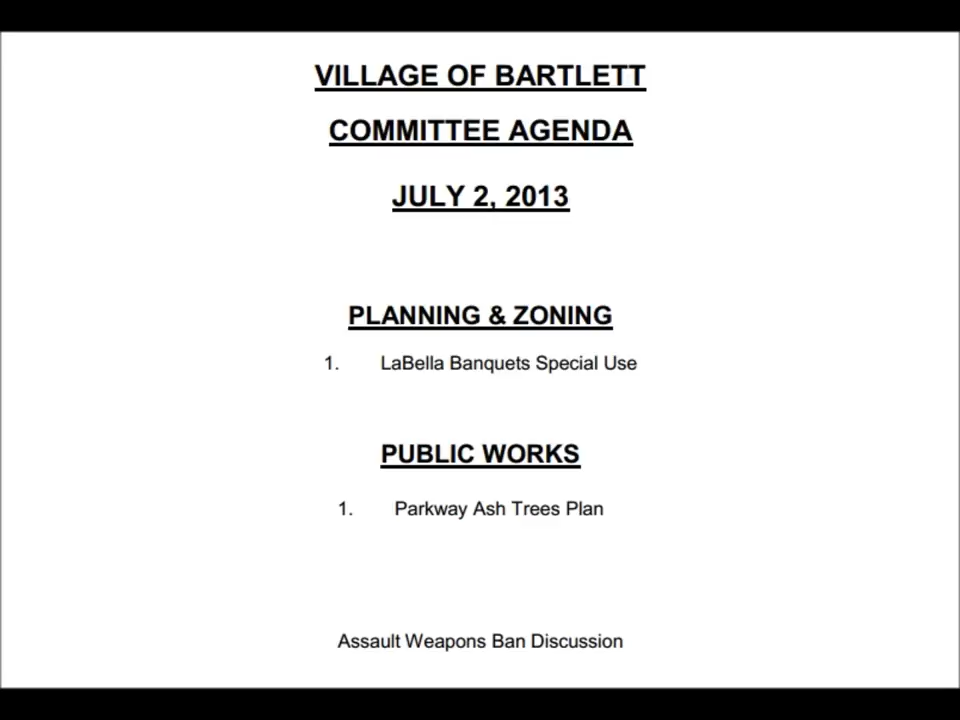 VILLAGE OF BARTLETT
COMMITTEE AGENDA
JULY 2, 2013
PLANNING & ZONING
1. LaBella Banquets Special Use
PUBLIC WORKS
1. Parkway Ash Trees Plan
Assault Weapons Ban Discussion